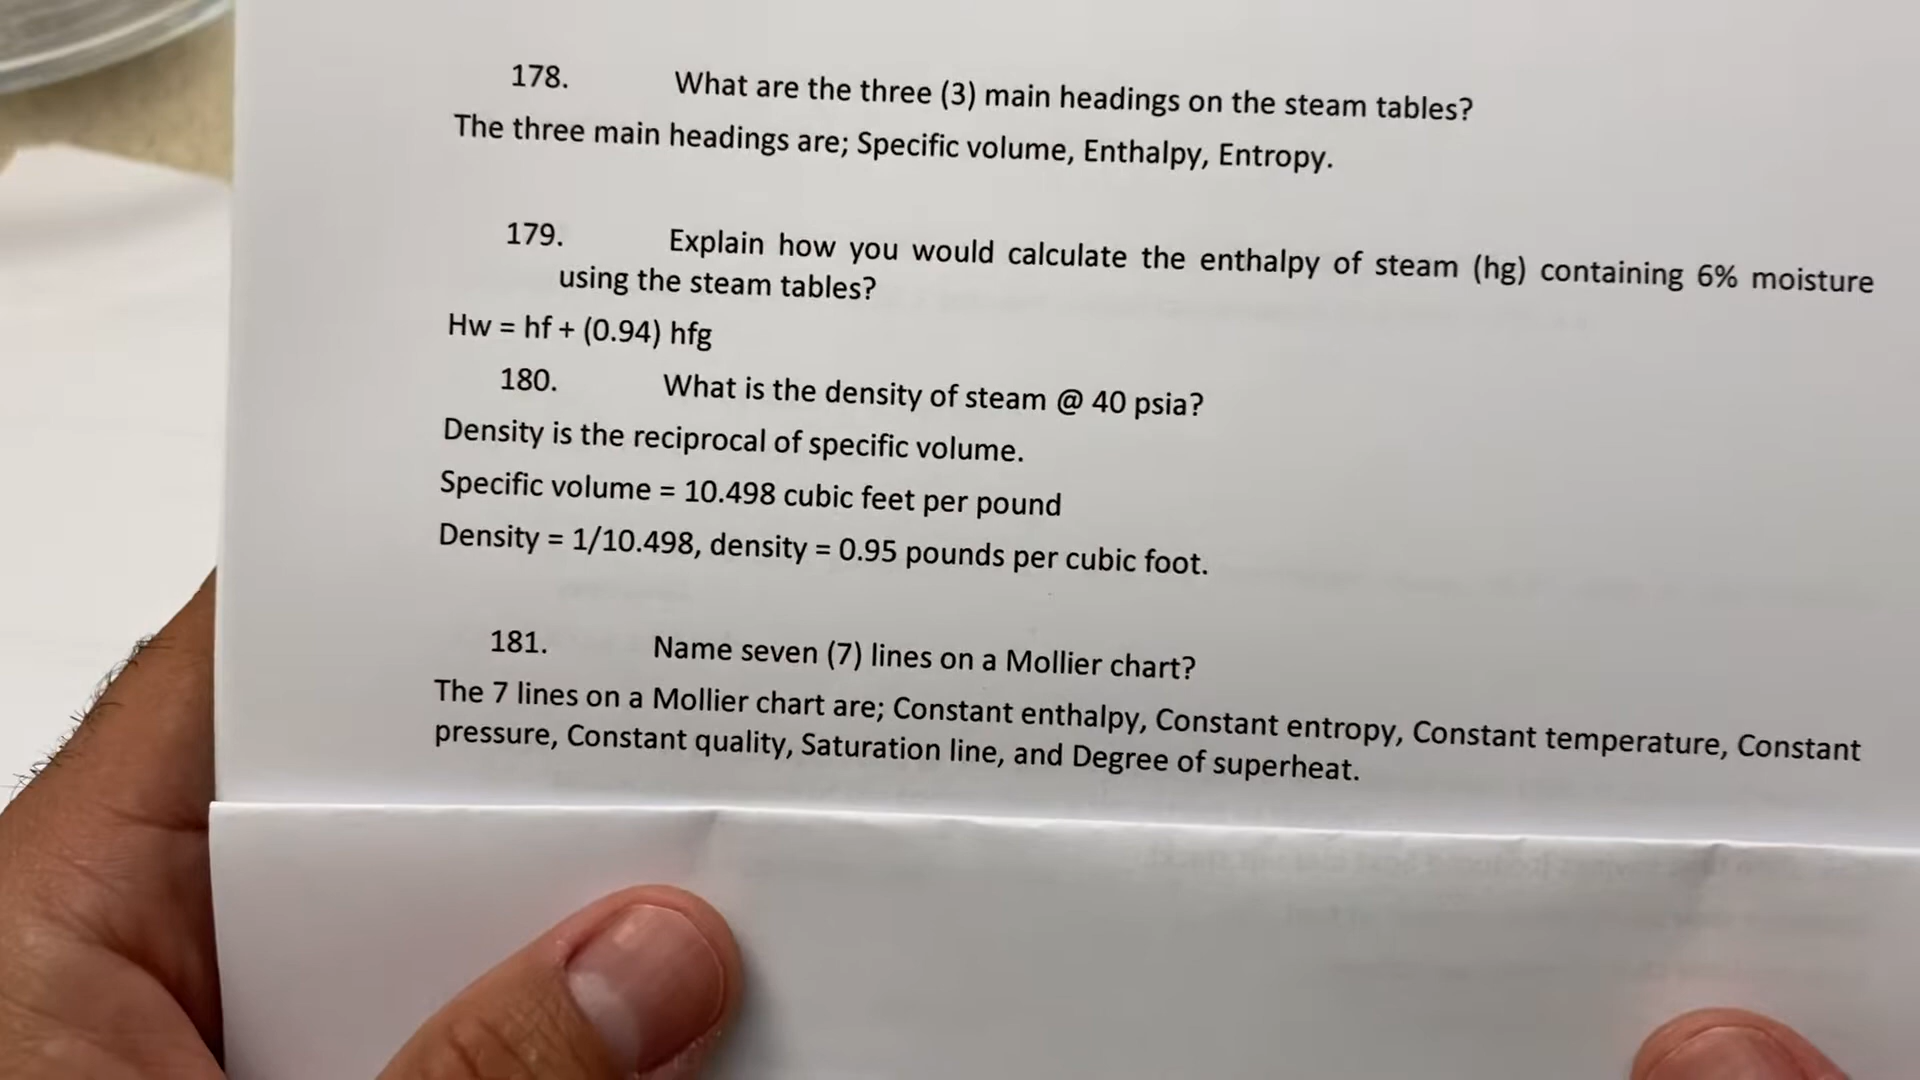 178. What are the three (3) main headings on the steam tables?
The three main headings are; Specific volume, Enthalpy, Entropy.
179. Explain how you would calculate the enthalpy of steam (hg) containing 6% moisture
using the steam tables?
Hw = hf + (0.94) hfg
180. What is the density of steam @ 40 psia?
Density is the reciprocal of specific volume.
Specific volume = 10.498 cubic feet per pound
Density = 1/10.498, density = 0.95 pounds per cubic foot.
181. Name seven (7) lines on a Mollier chart?
The 7 lines on a Mollier chart are; Constant enthalpy, Constant entropy, Constant temperature, Constant
pressure, Constant quality, Saturation line, and Degree of superheat.